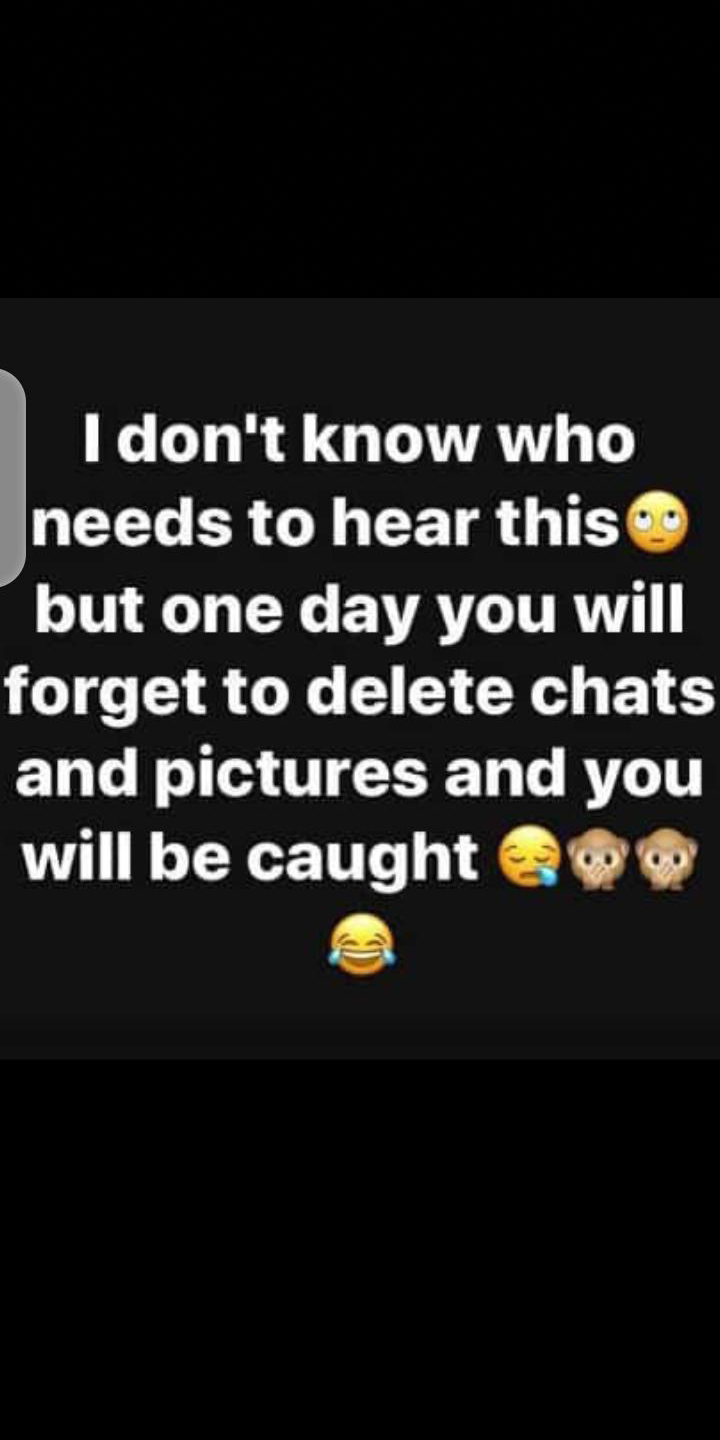 I don't know who
needs to hear this🙄
but one day you will
forget to delete chats
and pictures and you
will be caught 😪🙊🙊
😂